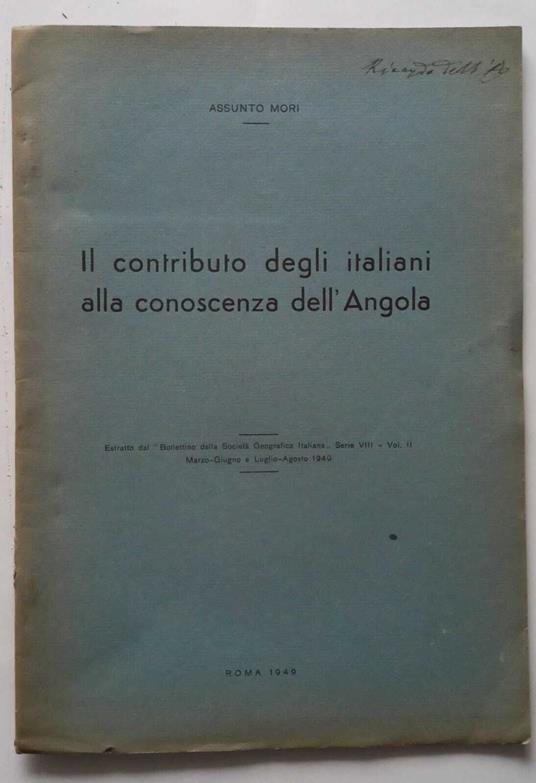 ASSUNTO MORI
Il contributo degli italiani
alla conoscenza dell'Angola
Estratto dal "Bollettino della Società Geografica Italiana„ Serie VIII - Vol. II
Marzo-Giugno e Luglio-Agosto 1949
ROMA 1949